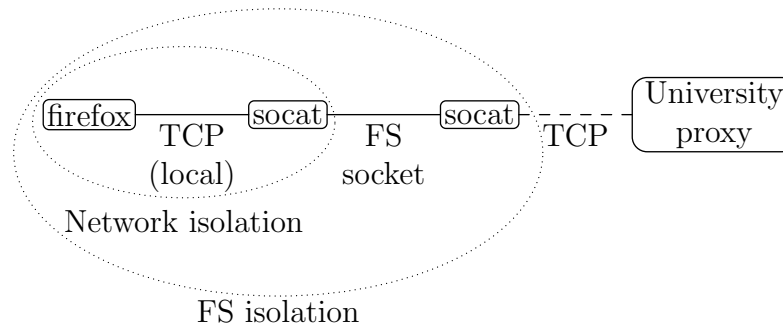 firefox
socat
socat
University
proxy
TCP
(local)
FS
socket
TCP
Network isolation
FS isolation